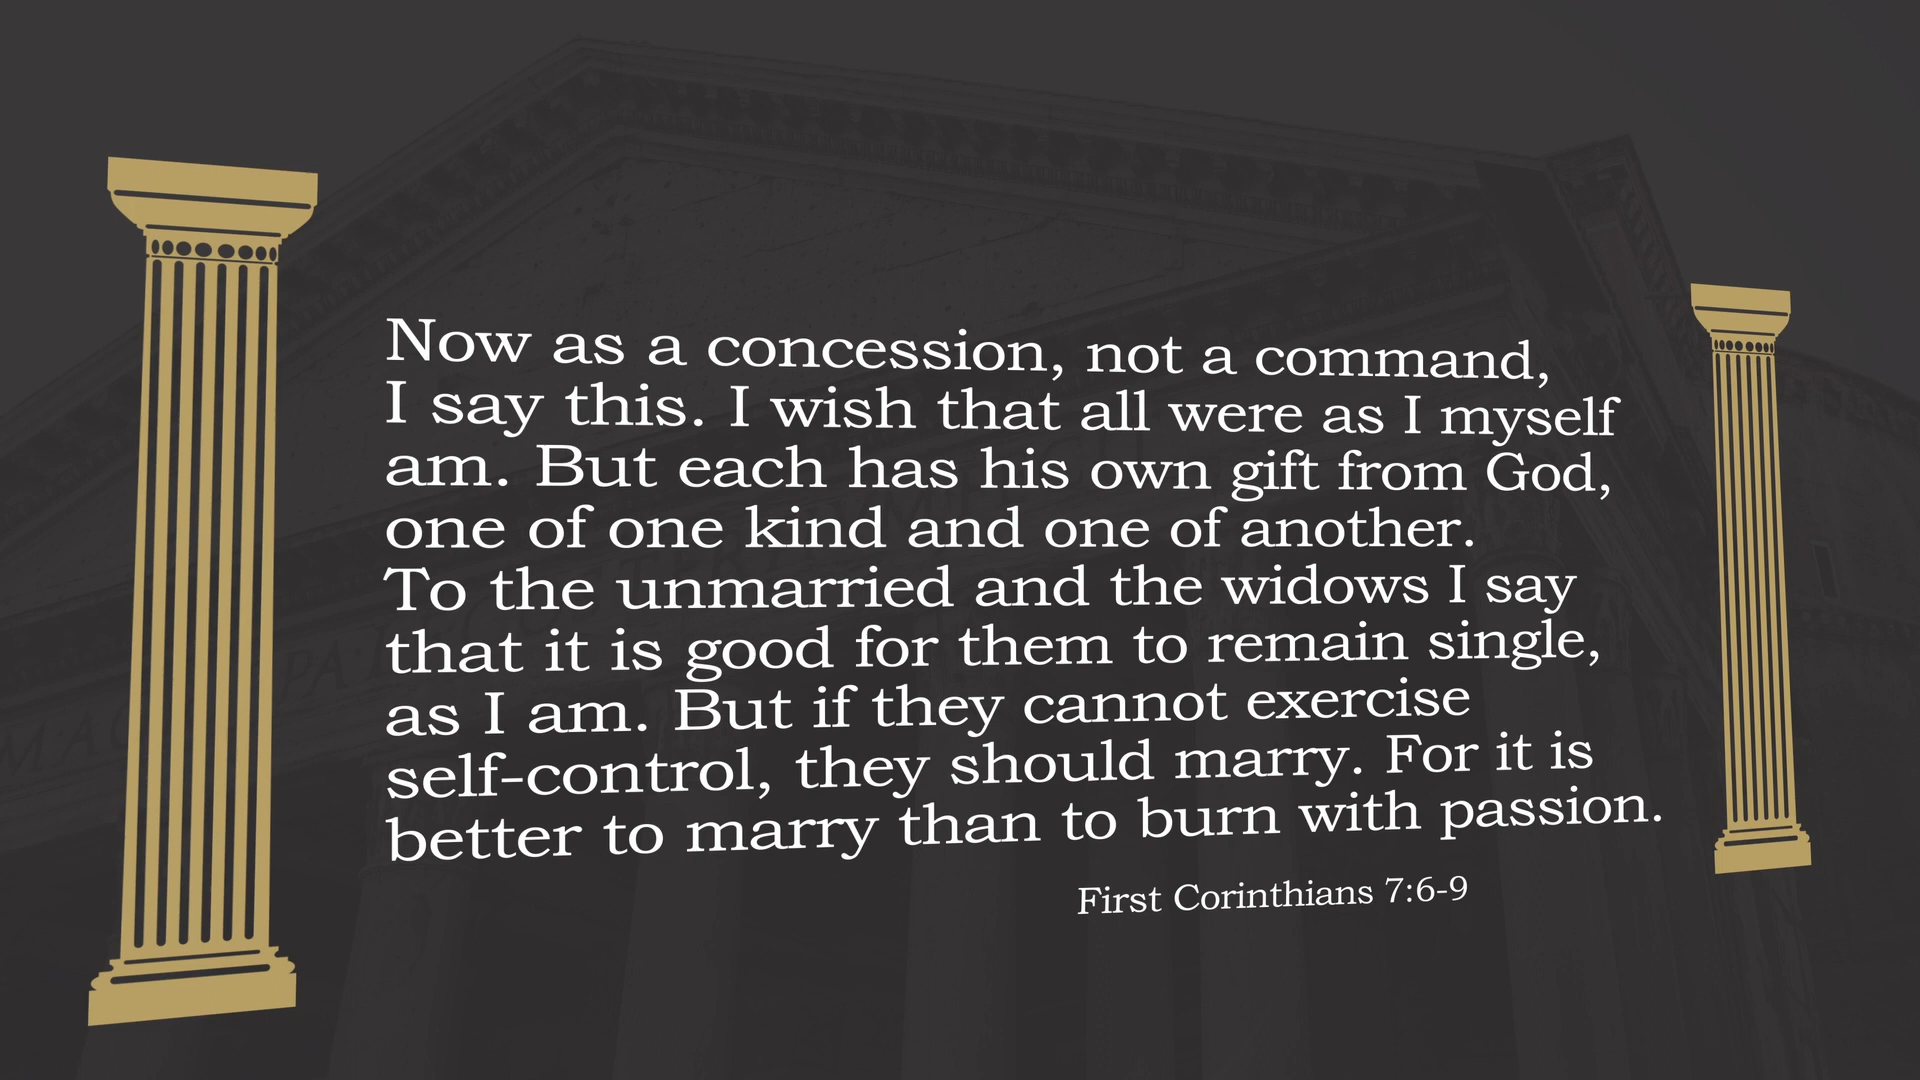 Now as a concession, not a command,
I say this. I wish that all were as I myself
am. But each has his own gift from God,
one of one kind and one of another.
To the unmarried and the widows I say
that it is good for them to remain single,
as I am. But if they cannot exercise
self-control, they should marry. For it is
better to marry than to burn with passion.
First Corinthians 7:6-9